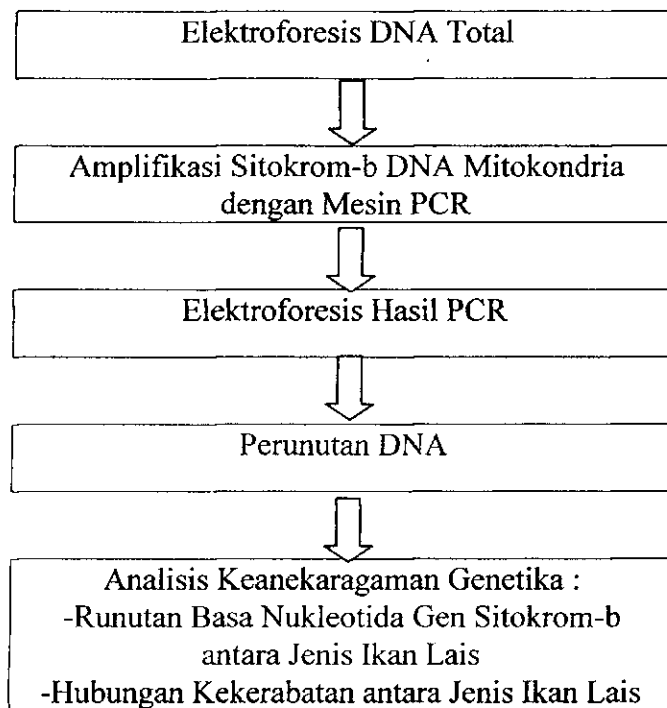 Elektroforesis DNA Total
Amplifikasi Sitokrom-b DNA Mitokondria
dengan Mesin PCR
Elektroforesis Hasil PCR
Perunutan DNA
Analisis Keanekaragaman Genetika :
-Runutan Basa Nukleotida Gen Sitokrom-b
antara Jenis Ikan Lais
-Hubungan Kekerabatan antara Jenis Ikan Lais